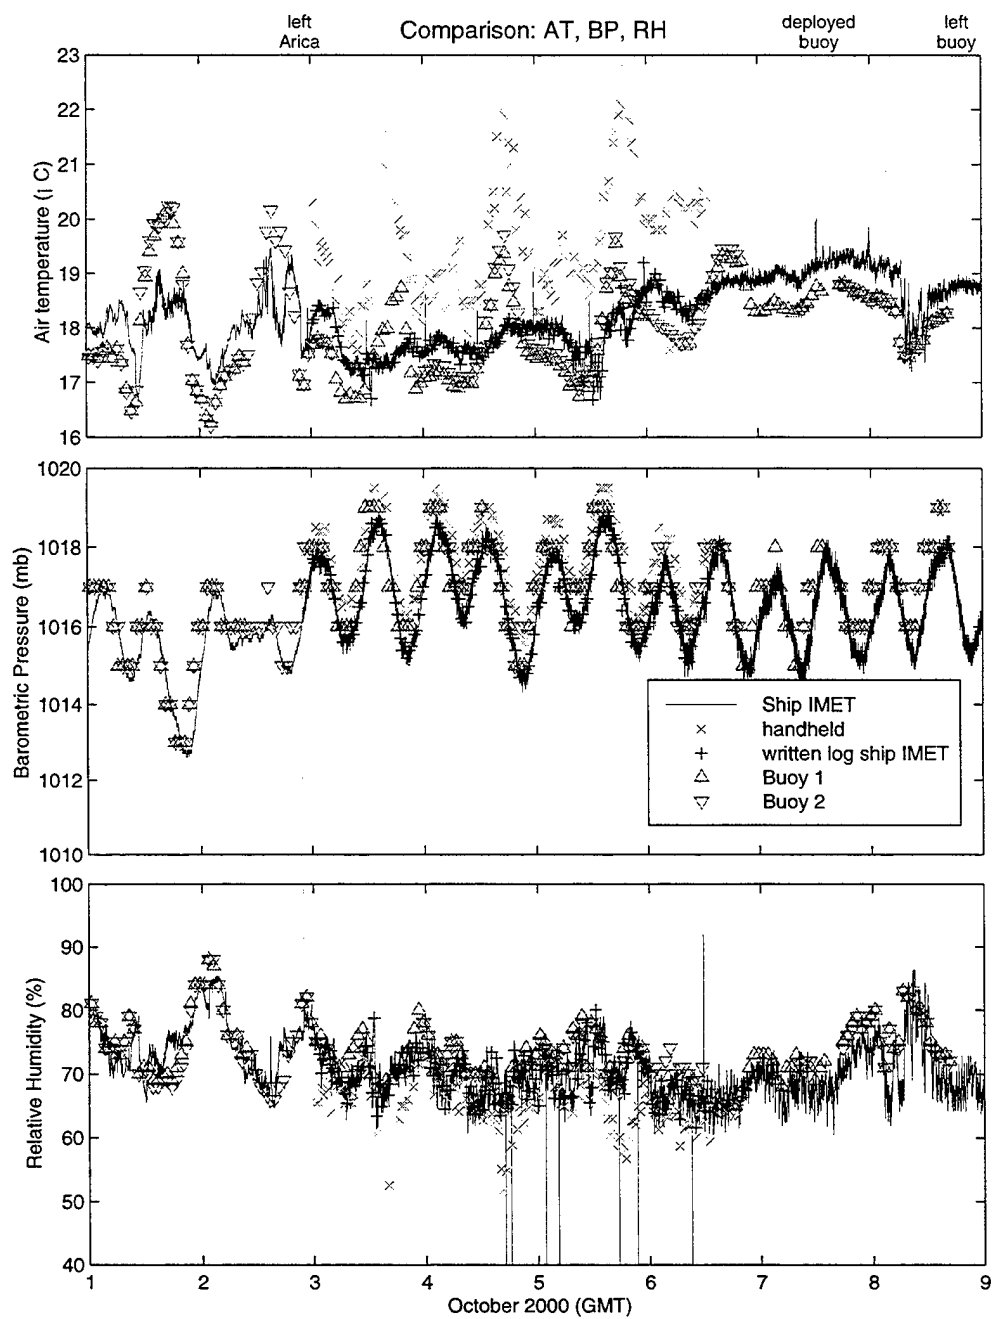 left
Arica
Comparison: AT, BP, RH
deployed
buoy
left
buoy
23
22
21
20
19
18
17
16
Air temperature (¡ C)
1020
1018
1016
1014
1012
1010
Barometric Pressure (mb)
Ship IMET
handheld
written log ship IMET
Buoy 1
Buoy 2
100
90
80
70
60
50
40
Relative Humidity (%)
1 2 3 4 5 6 7 8 9
October 2000 (GMT)